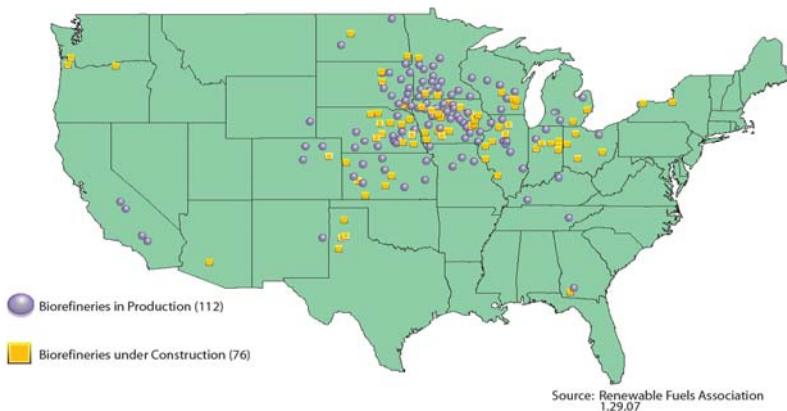 Biorefineries in Production (112)
Biorefineries under Construction (76)
Source: Renewable Fuels Association
1.29.07